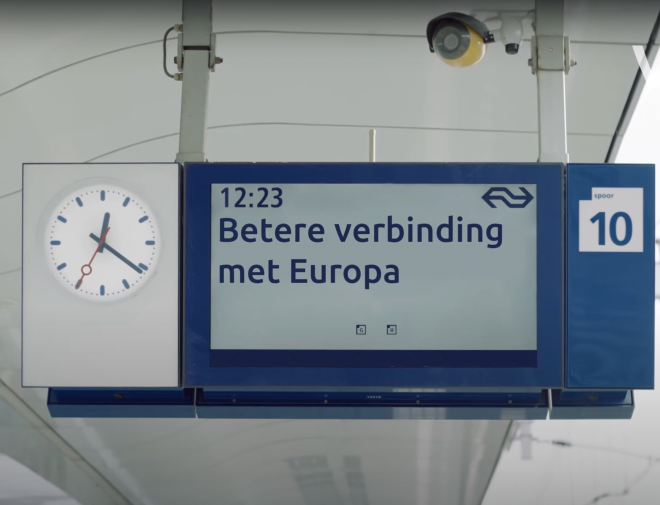 12:23
Betere verbinding
met Europa
spoor
10